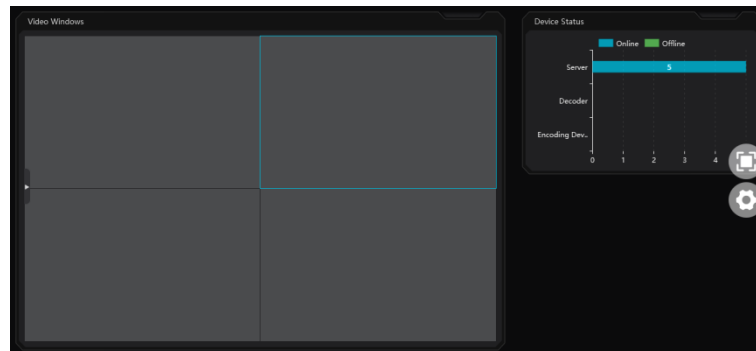 Video Windows
Device Status
Online Offline
Server 5
Decoder
Encoding Dev..
0 1 2 3 4